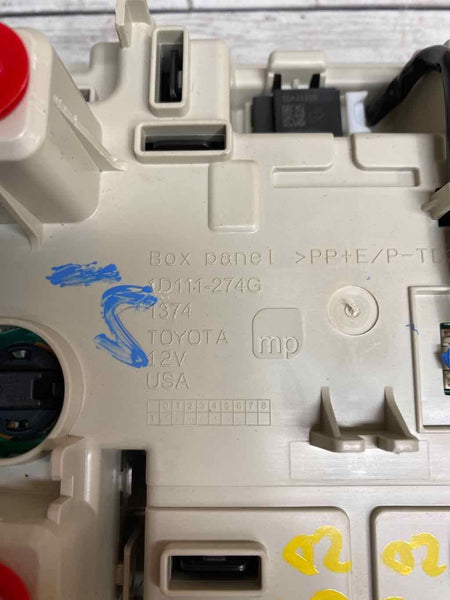 Box panel >PP+E/P-TD
1D111-274G
1374
TOYOTA
12V
USA
mp
0 1 2 3 4 5 6 7 8